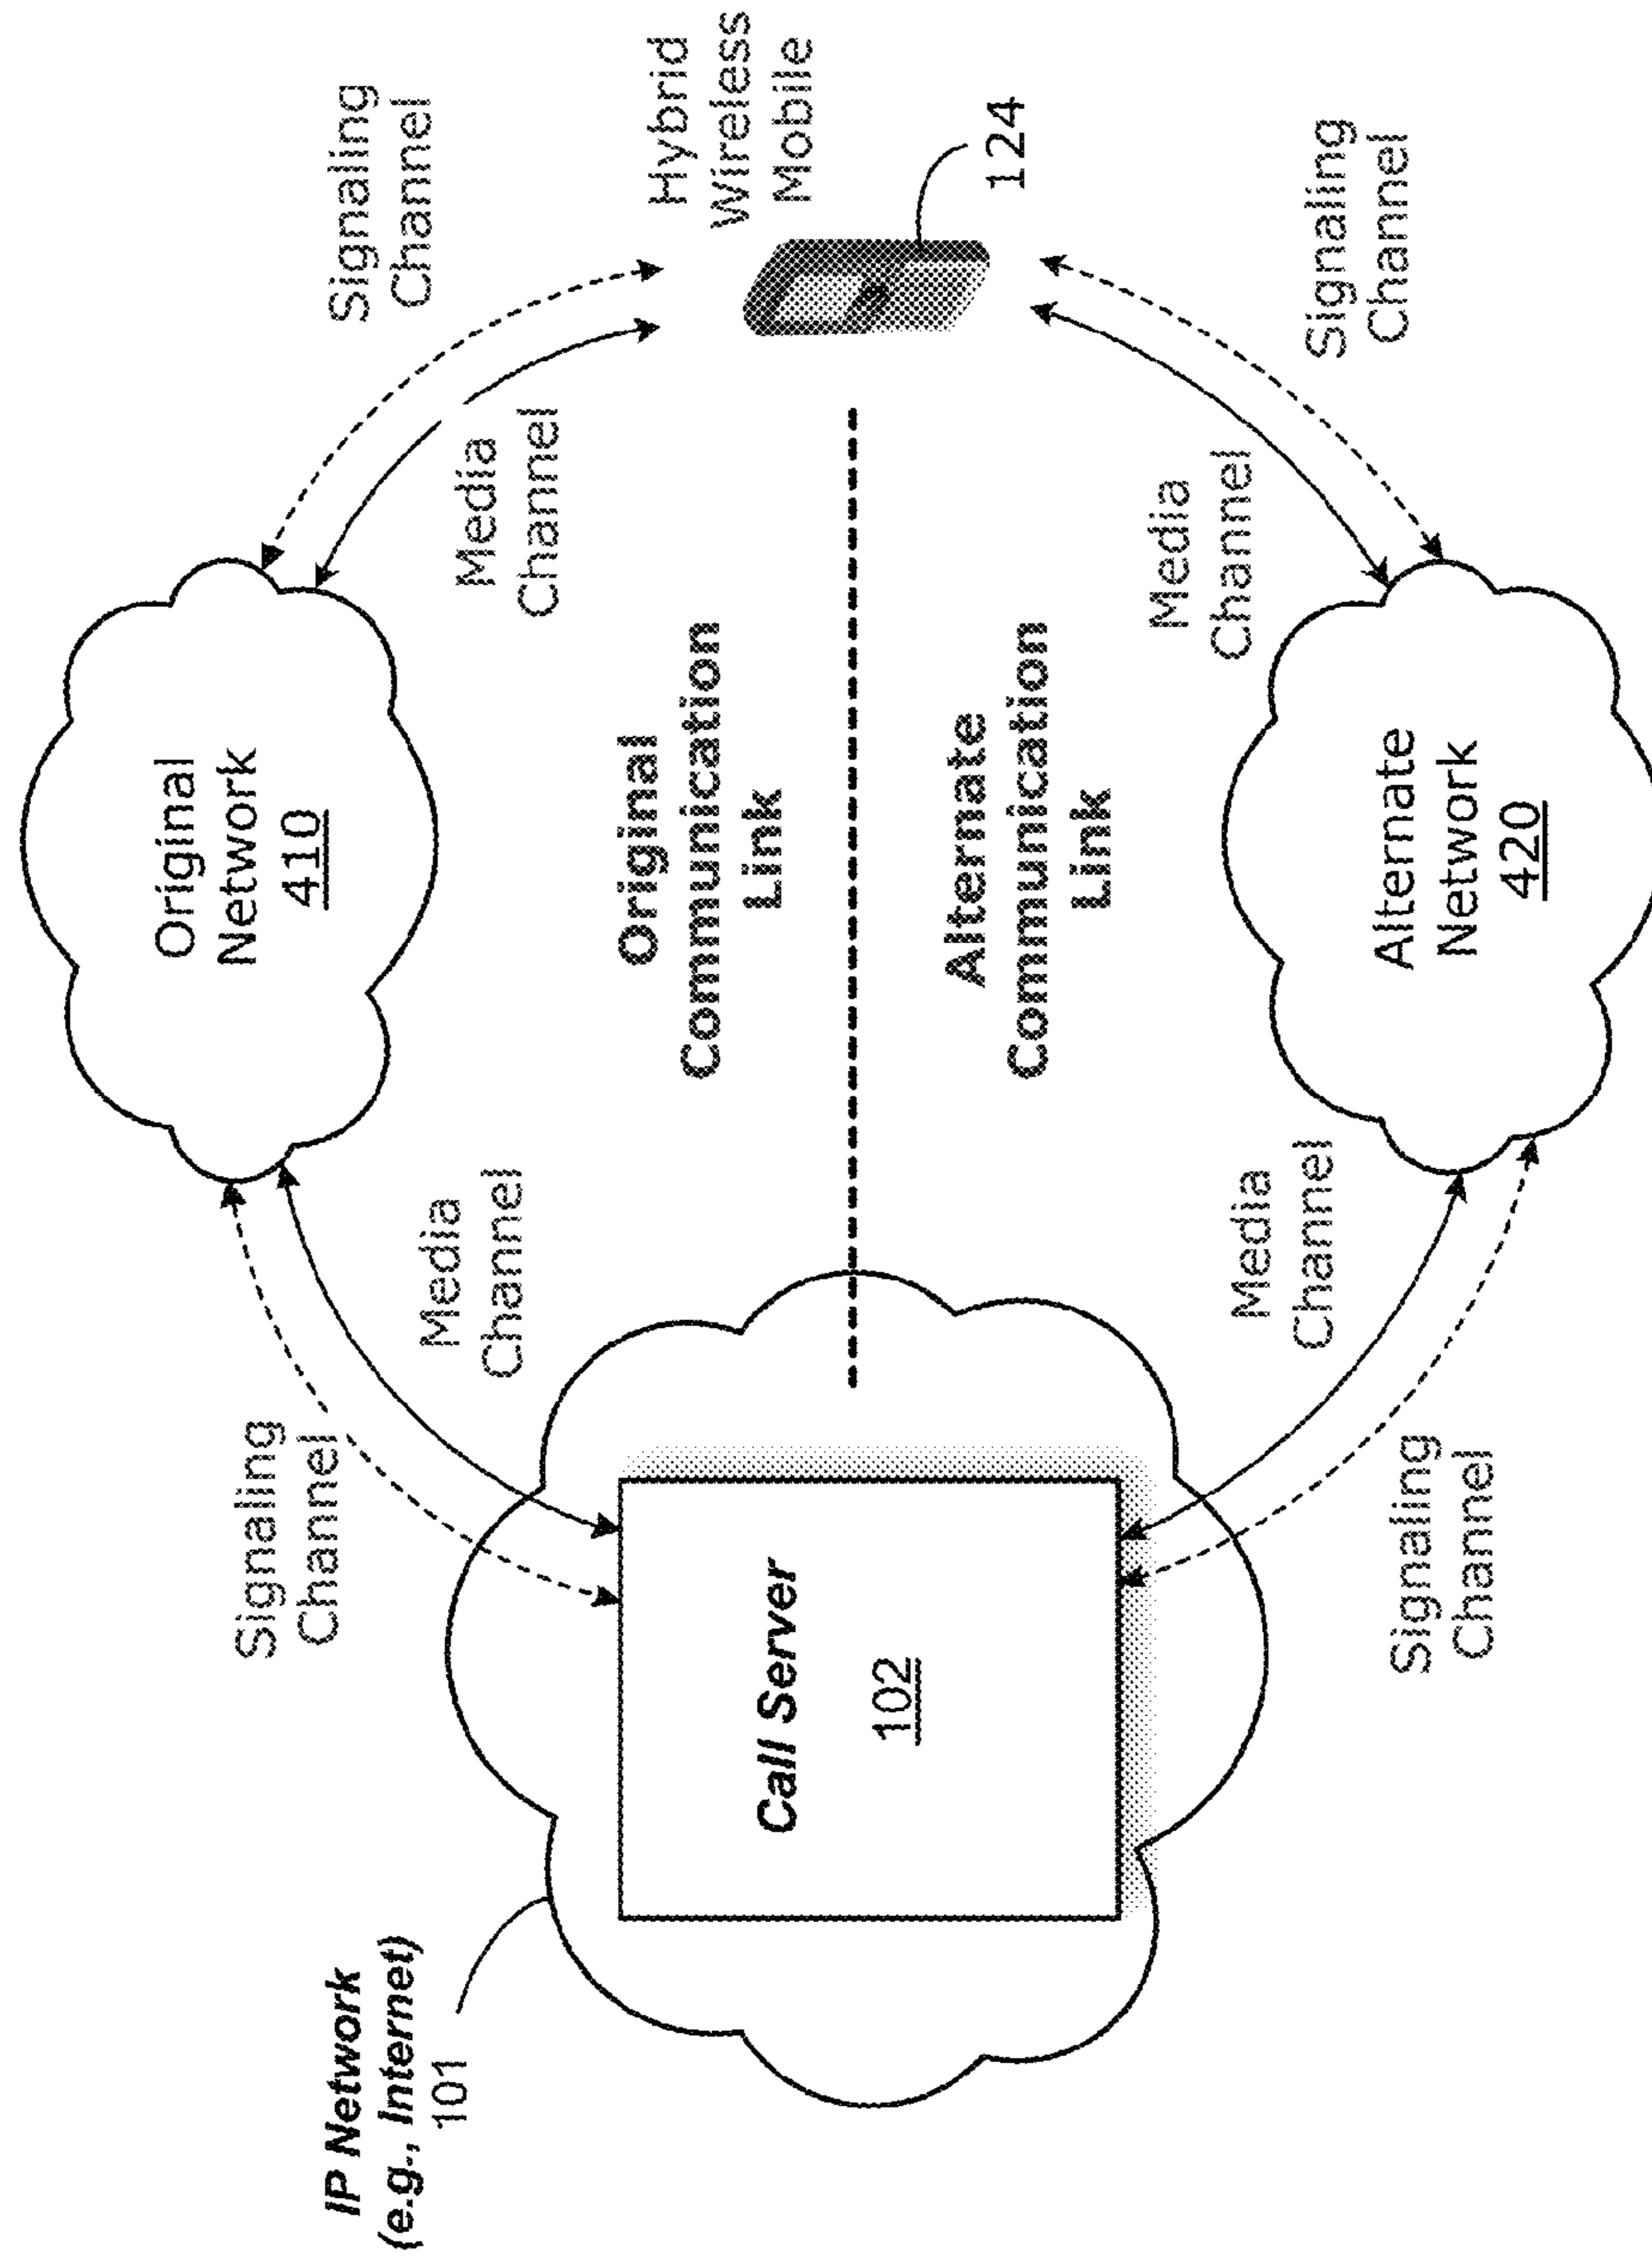 IP Network
(e.g., Internet)
101
Call Server
102
Signaling
Channel
Media
Channel
Original
Network
410
Signaling
Channel
Media
Channel
Hybrid
Wireless
Mobile
124
Original
Communication
Link
Alternate
Communication
Link
Media
Channel
Signaling
Channel
Alternate
Network
420
Media
Channel
Signaling
Channel